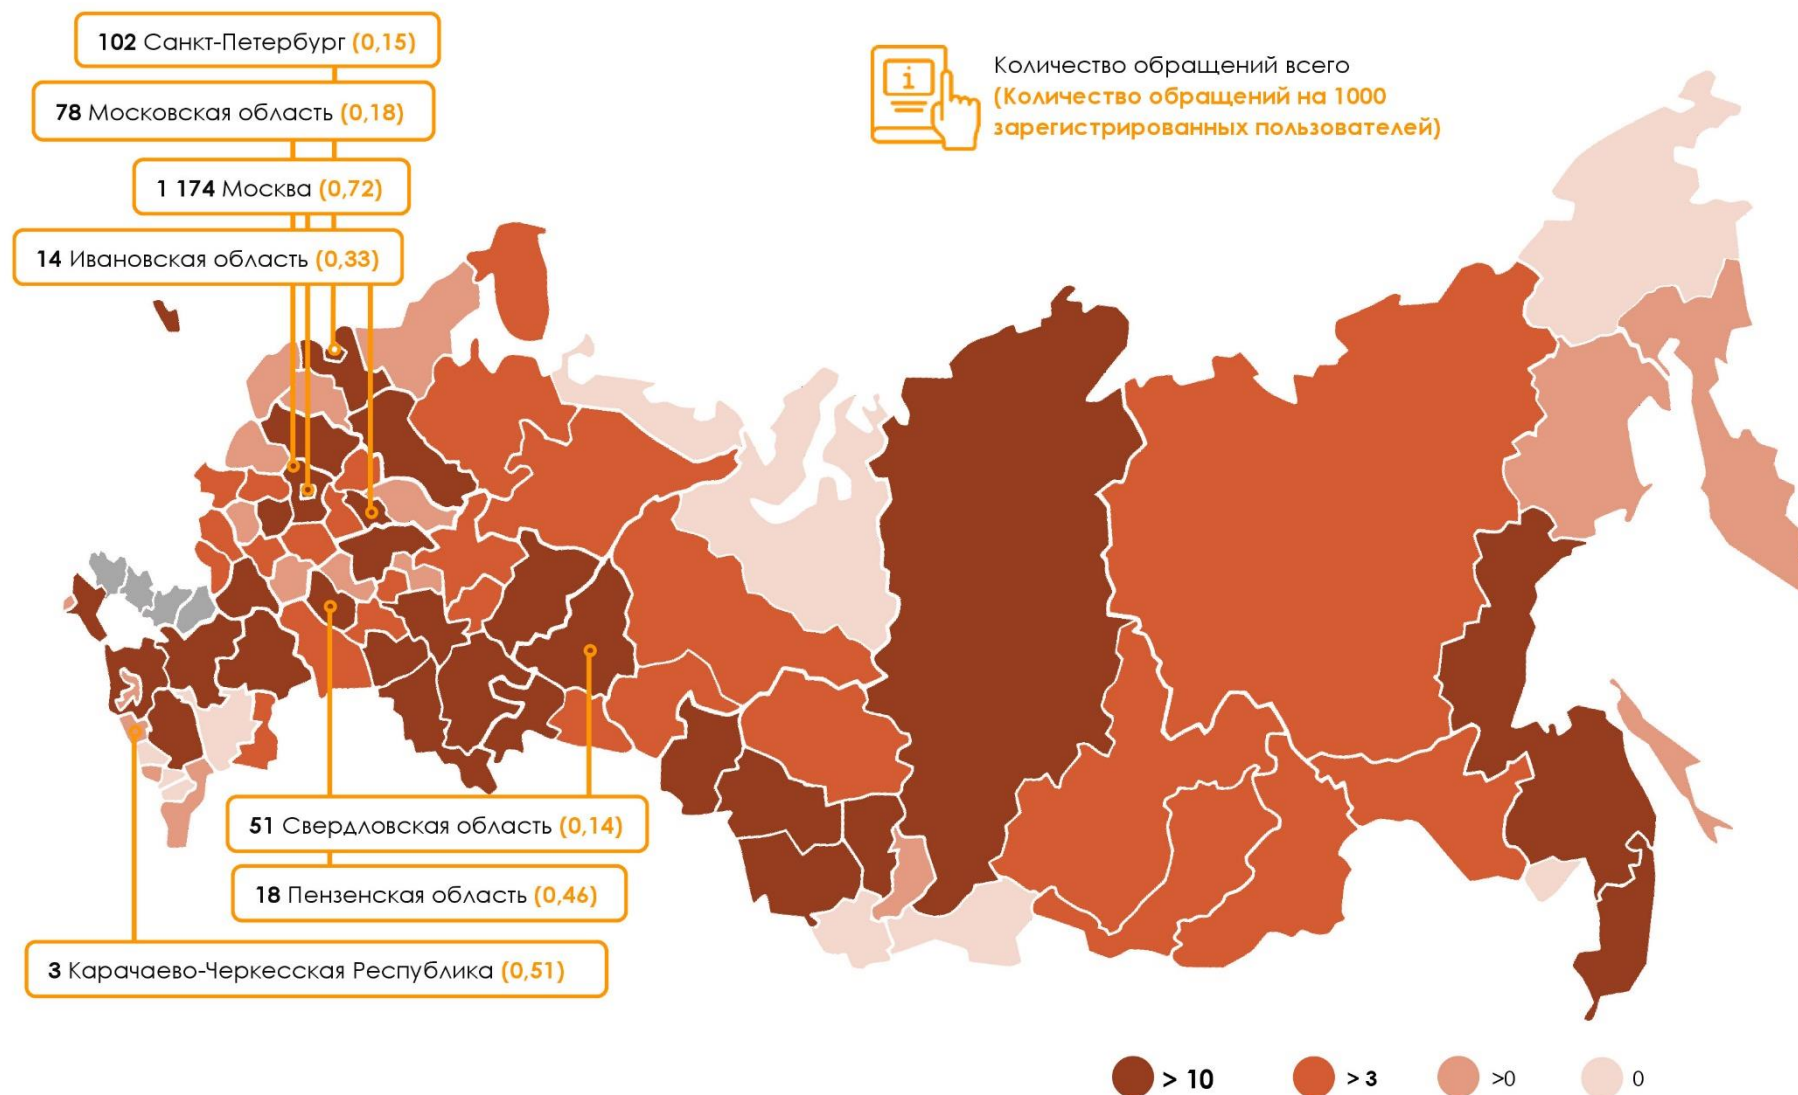 102 Санкт-Петербург (0,15)
78 Московская область (0,18)
1 174 Москва (0,72)
14 Ивановская область (0,33)
i
Количество обращений всего
(Количество обращений на 1000
зарегистрированных пользователей)
51 Свердловская область (0,14)
18 Пензенская область (0,46)
3 Карачаево-Черкесская Республика (0,51)
> 10
> 3
>0
0